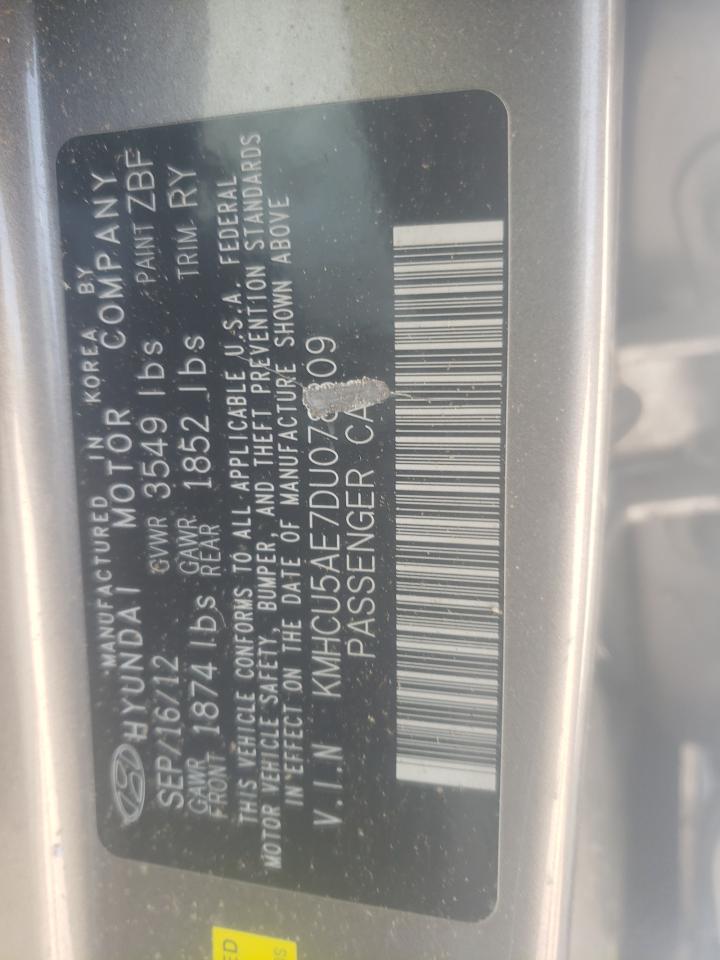 MANUFACTURED IN KOREA BY
HYUNDAI MOTOR COMPANY
SEP/16/12 GVWR 3549 lbs PAINT ZBF
GAWR FRONT 1874 lbs GAWR REAR 1852 lbs TRIM RY
THIS VEHICLE CONFORMS TO ALL APPLICABLE U.S.A. FEDERAL
MOTOR VEHICLE SAFETY, BUMPER, AND THEFT PREVENTION STANDARDS
IN EFFECT ON THE DATE OF MANUFACTURE SHOWN ABOVE
V.I.N
PASSENGER